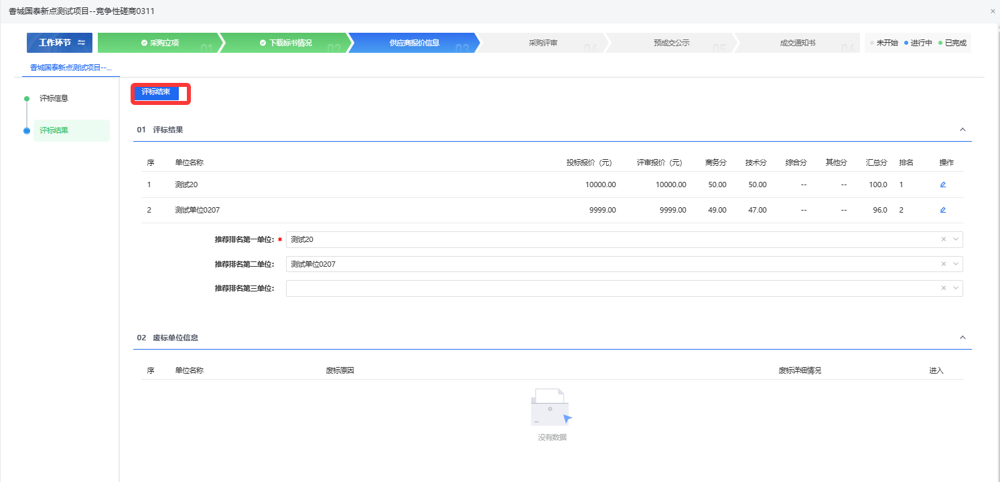 香城国泰新点测试项目--竞争性磋商0311
工作环节 采购立项 01 下载标书情况 02 供应商报价信息 03 采购评审 04 预成交公示 05 成交通知书 06 未开始 进行中 已完成
香城国泰新点测试项目--...
评标信息
评标结果
评标结束
01 评标结果
序 单位名称 投标报价（元） 评审报价（元） 商务分 技术分 综合分 其他分 汇总分 排名 操作
1 测试20 10000.00 10000.00 50.00 50.00 -- -- 100.0 1
2 测试单位0207 9999.00 9999.00 49.00 47.00 -- -- 96.0 2
推荐排名第一单位: * 测试20
推荐排名第二单位: 测试单位0207
推荐排名第三单位:
02 废标单位信息
序 单位名称 废标原因 废标详细情况 进入
没有数据